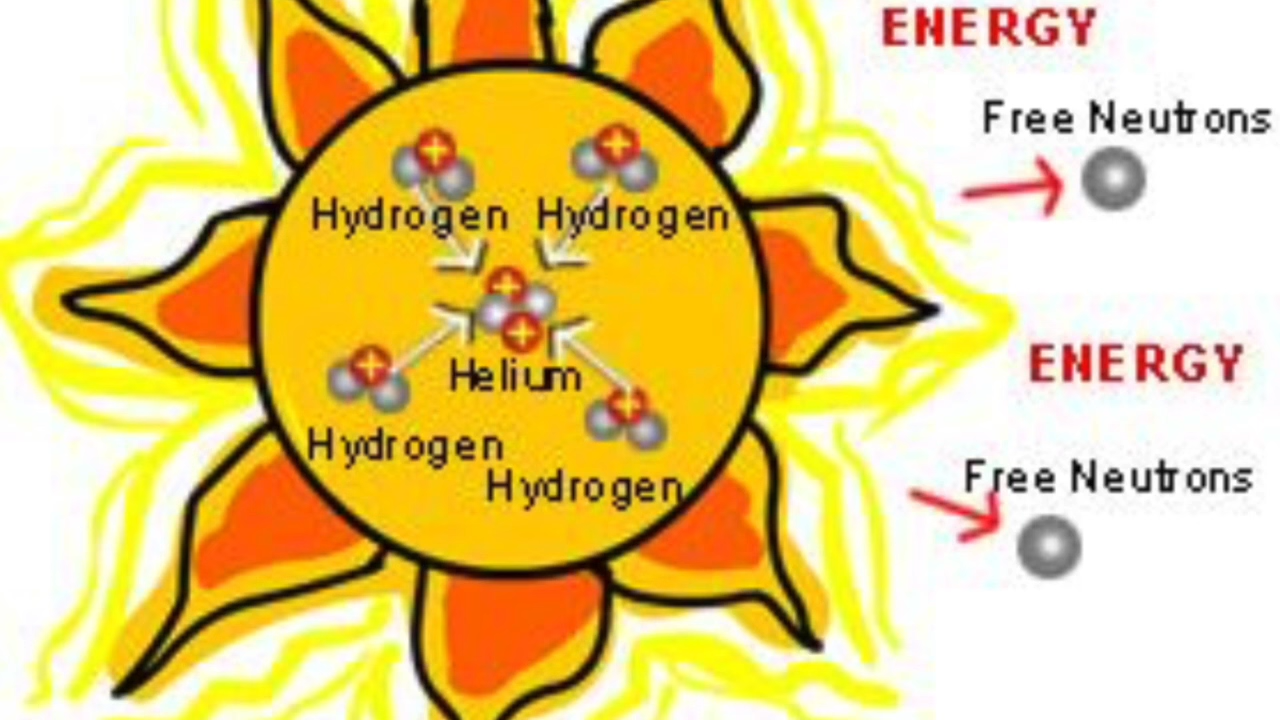 ENERGY
Free Neutrons
Hydrogen Hydrogen
Helium
ENERGY
Hydrogen
Hydrogen
Free Neutrons